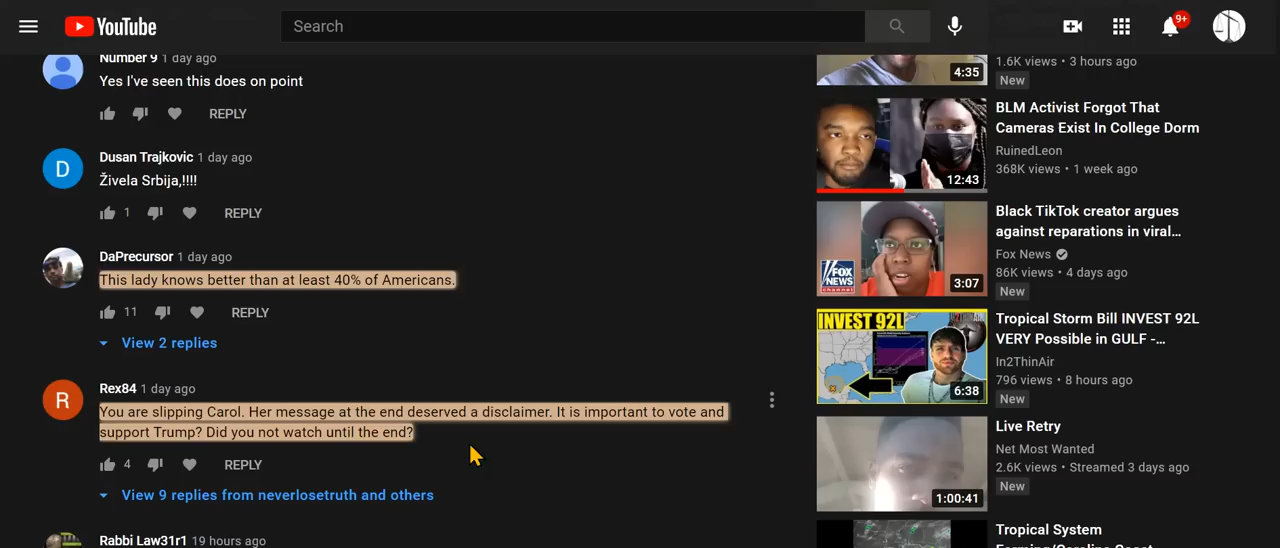 YouTube
Search
9+
Number 9 1 day ago
Yes I've seen this does on point
REPLY
D
Dusan Trajkovic 1 day ago
Živela Srbija,!!!!
1 REPLY
DaPrecursor 1 day ago
This lady knows better than at least 40% of Americans.
11 REPLY
View 2 replies
R
Rex84 1 day ago
You are slipping Carol. Her message at the end deserved a disclaimer. It is important to vote and
support Trump? Did you not watch until the end?
4 REPLY
View 9 replies from neverlosetruth and others
Rabbi Law31r1 19 hours ago
4:35
1.6K views • 3 hours ago
New
12:43
BLM Activist Forgot That
Cameras Exist In College Dorm
RuinedLeon
368K views • 1 week ago
FOX
NEWS
channel
3:07
Black TikTok creator argues
against reparations in viral...
Fox News
86K views • 4 days ago
New
INVEST 92L
6:38
Tropical Storm Bill INVEST 92L
VERY Possible in GULF -...
In2ThinAir
796 views • 8 hours ago
New
1:00:41
Live Retry
Net Most Wanted
2.6K views • Streamed 3 days ago
New
Tropical System